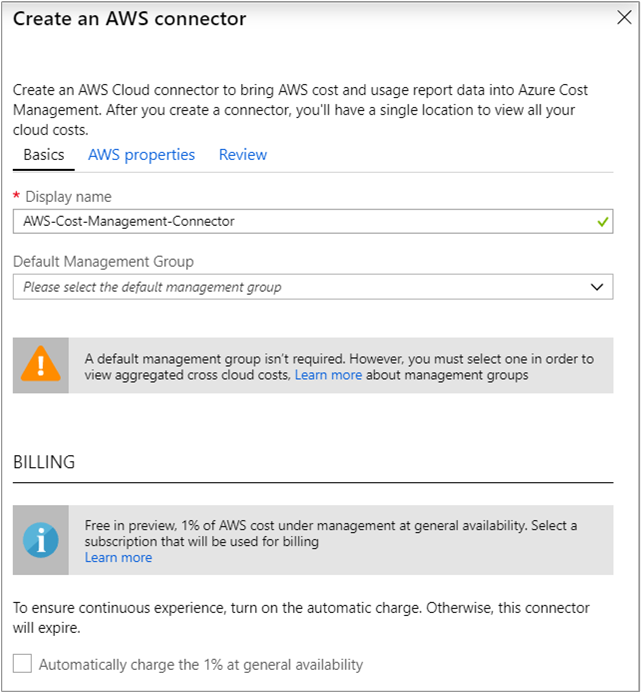 Create an AWS connector
Create an AWS Cloud connector to bring AWS cost and usage report data into Azure Cost
Management. After you create a connector, you'll have a single location to view all your
cloud costs.
Basics AWS properties Review
* Display name
AWS-Cost-Management-Connector
Default Management Group
Please select the default management group
A default management group isn't required. However, you must select one in order to
view aggregated cross cloud costs, Learn more about management groups
BILLING
Free in preview, 1% of AWS cost under management at general availability. Select a
subscription that will be used for billing
Learn more
To ensure continuous experience, turn on the automatic charge. Otherwise, this connector
will expire.
Automatically charge the 1% at general availability